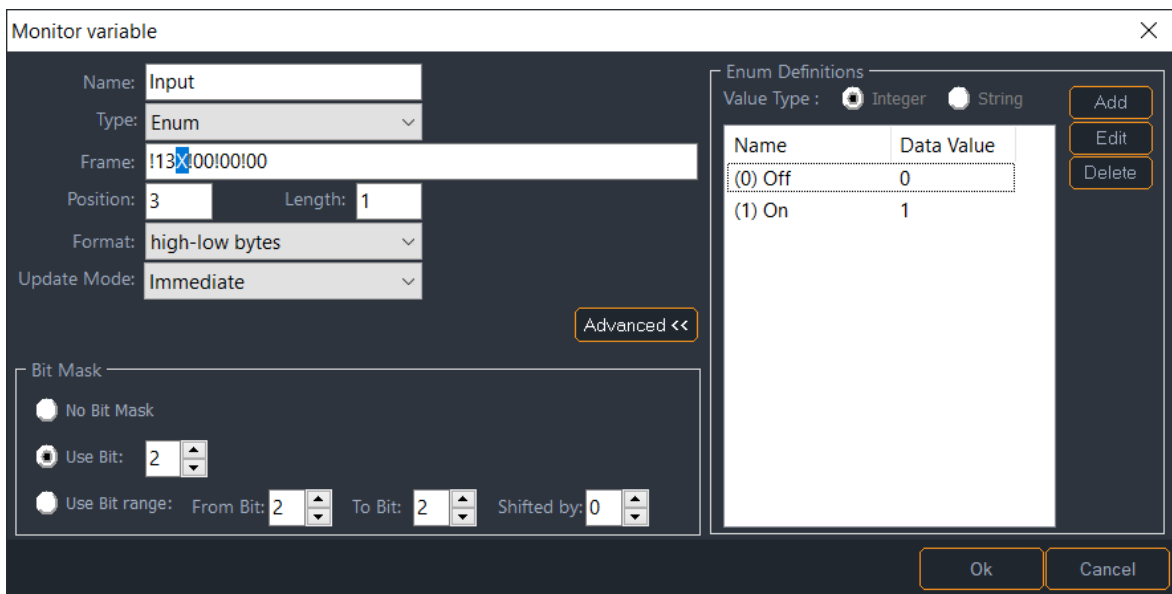 Monitor variable
Name: Input
Type: Enum
Frame: !13X!00!00!00
Position: 3 Length: 1
Format: high-low bytes
Update Mode: Immediate
Advanced <<
Bit Mask
No Bit Mask
Use Bit: 2
Use Bit range: From Bit: 2 To Bit: 2 Shifted by: 0
Enum Definitions
Value Type : Integer String
Name Data Value
(0) Off 0
(1) On 1
Add
Edit
Delete
Ok Cancel